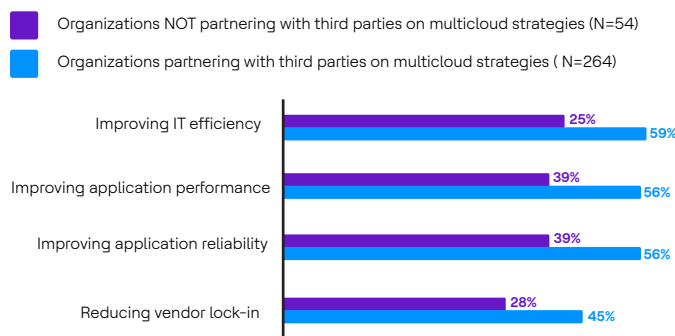 Organizations NOT partnering with third parties on multicloud strategies (N=54)
Organizations partnering with third parties on multicloud strategies ( N=264)
Improving IT efficiency
25%
59%
Improving application performance
39%
56%
Improving application reliability
39%
56%
Reducing vendor lock-in
28%
45%